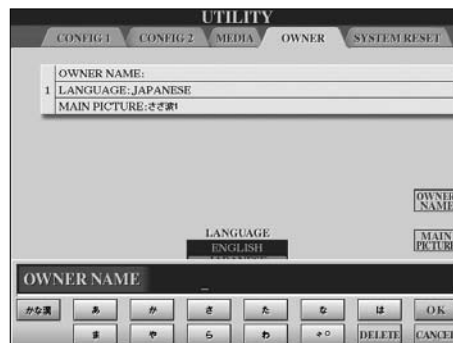 UTILITY
CONFIG 1 CONFIG 2 MEDIA OWNER SYSTEM RESET
OWNER NAME:
1 LANGUAGE: JAPANESE
MAIN PICTURE:さざ波1
OWNER
NAME
LANGUAGE
ENGLISH
MAIN
PICTURE
OWNER NAME _
かな漢 あ か さ た な は OK
ま や ら わ 、。 DELETE CANCEL